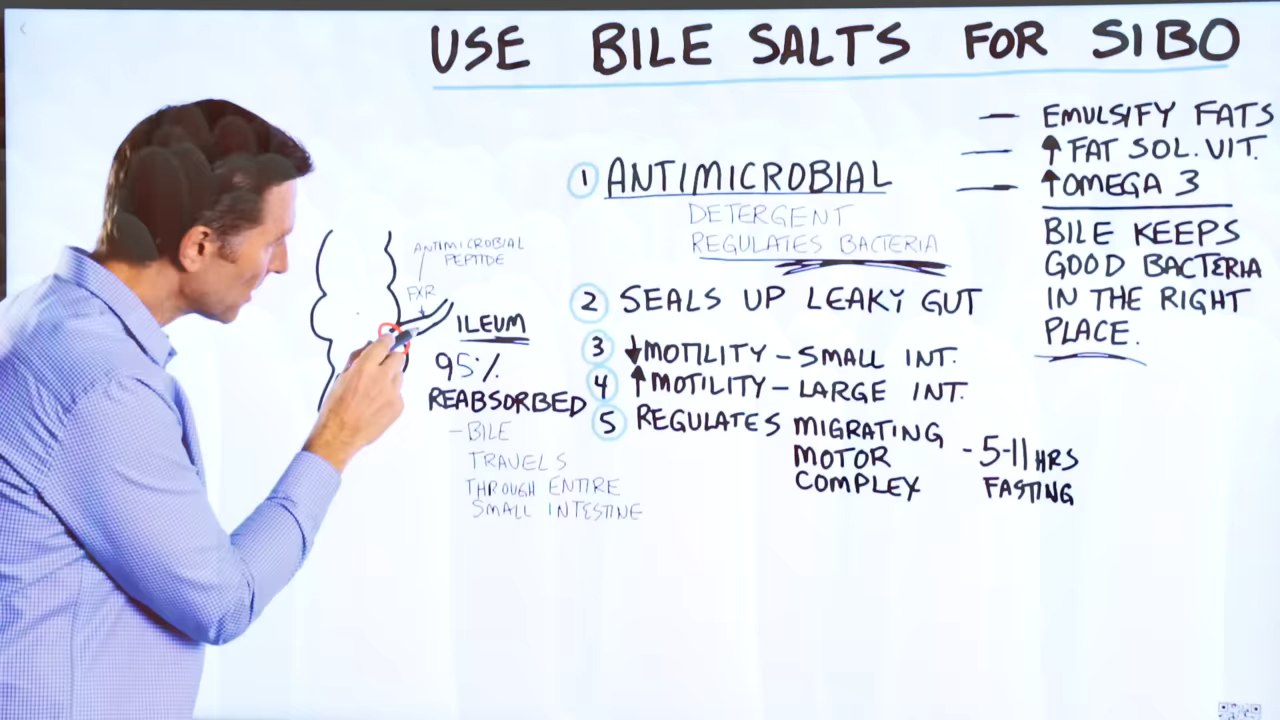 USE BILE SALTS FOR SIBO
— EMULSIFY FATS
— ↑ FAT SOL. VIT.
— ↑ OMEGA 3
BILE KEEPS
GOOD BACTERIA
IN THE RIGHT
PLACE.
1 ANTIMICROBIAL
DETERGENT
REGULATES BACTERIA
2 SEALS UP LEAKY GUT
3 ↓ MOTILITY – SMALL INT.
4 ↑ MOTILITY – LARGE INT.
5 REGULATES MIGRATING
MOTOR
COMPLEX
- 5-11 HRS
FASTING
ANTIMICROBIAL
PEPTIDE
FXR
ILEUM
95%
REABSORBED
- BILE
TRAVELS
THROUGH ENTIRE
SMALL INTESTINE